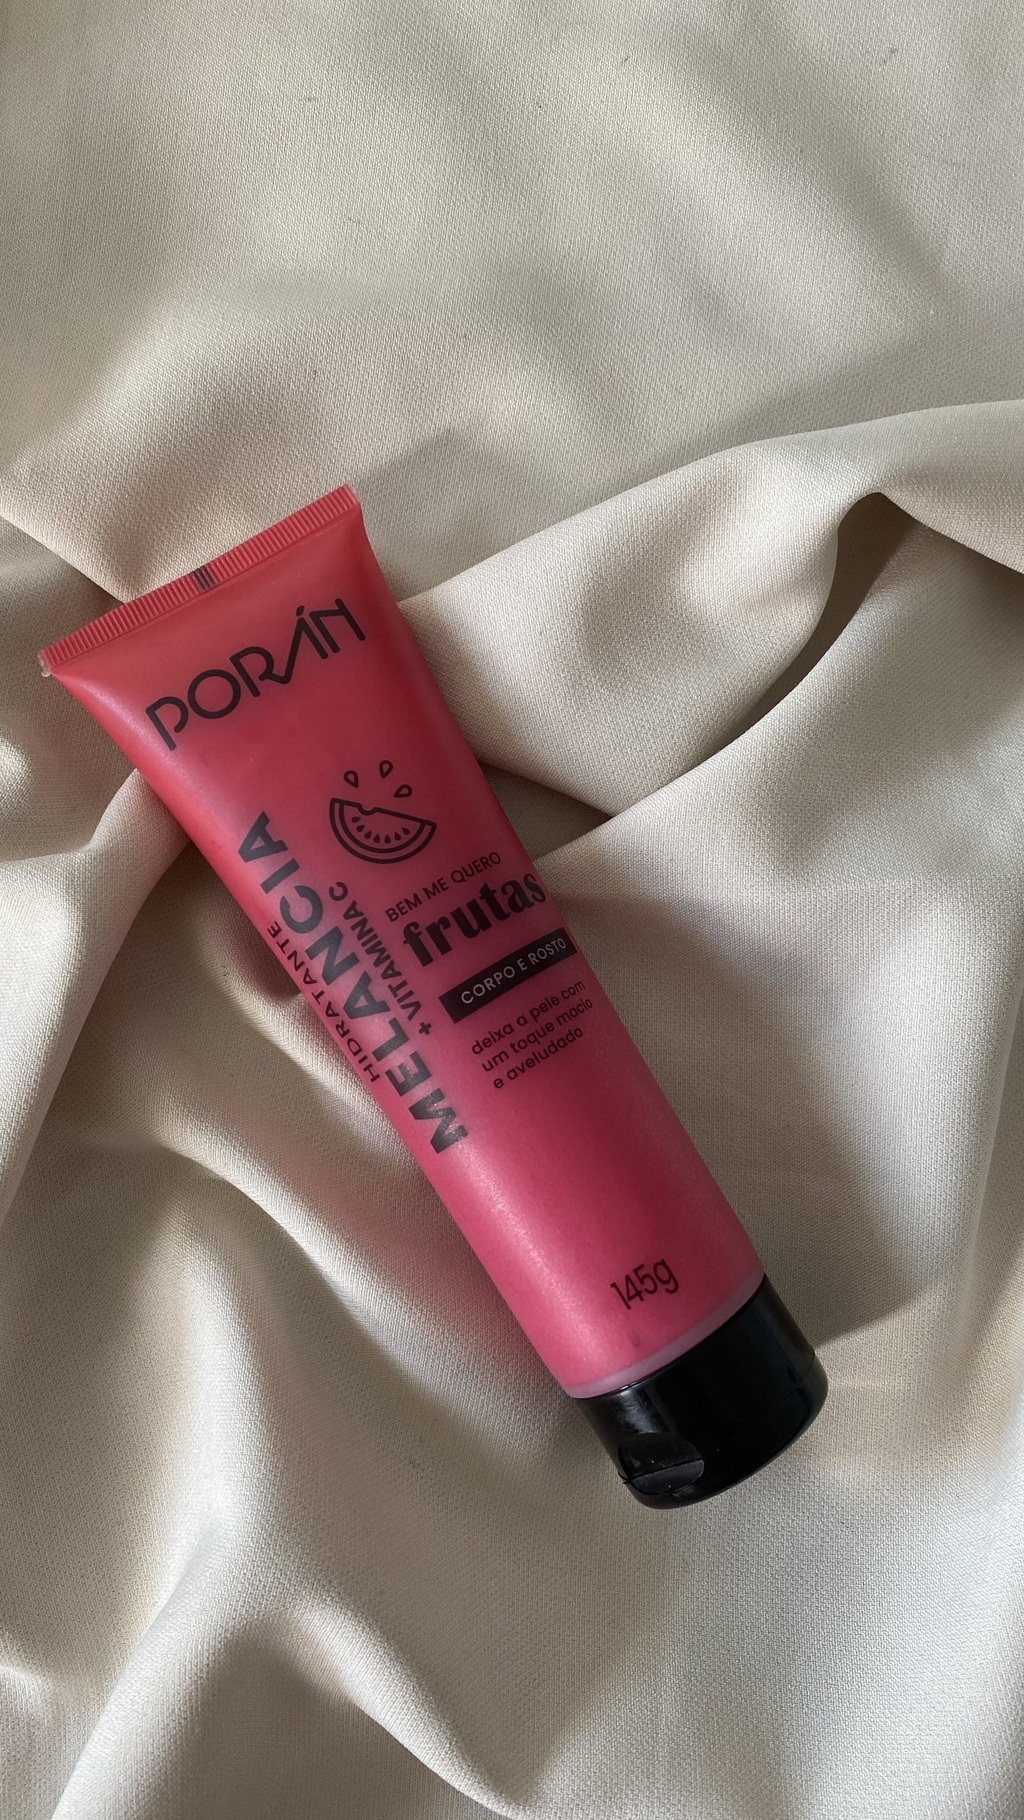 PORÁN
HIDRATANTE
MELANCIA
+ VITAMINA C
BEM ME QUERO
frutas
CORPO E ROSTO
deixa a pele com
um toque macio
e aveludado
145g